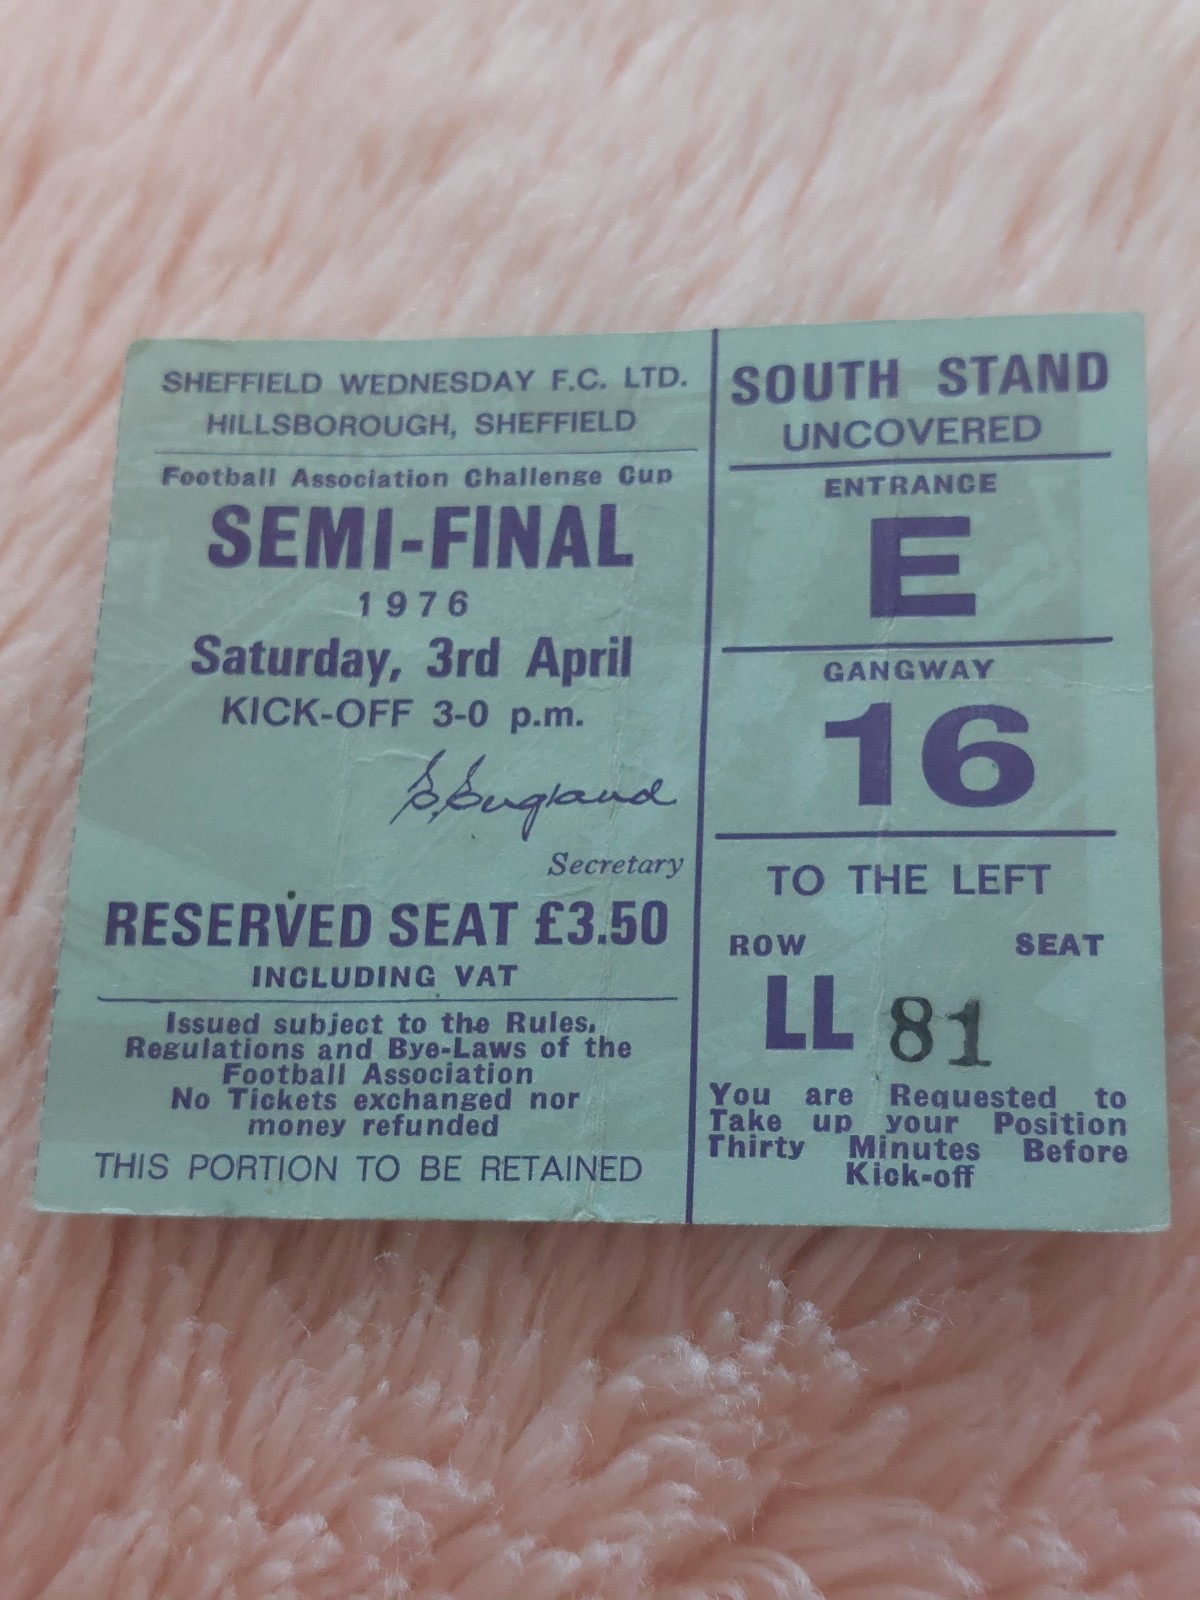 SHEFFIELD WEDNESDAY F.C. LTD.
HILLSBOROUGH, SHEFFIELD
Football Association Challenge Cup
SEMI-FINAL
1976
Saturday, 3rd April
KICK-OFF 3-0 p.m.
S. England
Secretary
RESERVED SEAT £3.50
INCLUDING VAT
Issued subject to the Rules,
Regulations and Bye-Laws of the
Football Association
No Tickets exchanged nor
money refunded
THIS PORTION TO BE RETAINED
SOUTH STAND
UNCOVERED
ENTRANCE
E
GANGWAY
16
TO THE LEFT
ROW SEAT
LL 81
You are Requested to
Take up your Position
Thirty Minutes Before
Kick-off